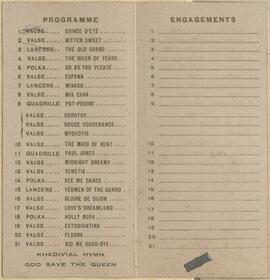 PROGRAMME
1 VALSE..... SOIREE D'ÉTÉ.........
2 VALSE..... BITTER SWEET.........
3 LANCERS... THE OLD GUARD.......
4 VALSE..... THE RIVER OF YEARS...
5 POLKA..... GO AS YOU PLEASE.....
6 VALSE..... ESPANA..............
7 LANCERS... MIKADO..............
8 VALSE..... MIA CARA............
9 QUADRILLE POT-POURRI..........
VALSE..... DOROTHY.............
VALSE..... DOUCE SOUVENANCE....
VALSE..... MYOSOTIS............
10 VALSE..... THE MAID OF KENT....
11 QUADRILLE PAUL JONES..........
12 VALSE..... MIDNIGHT DREAMS.....
13 VALSE..... VENETIA.............
14 POLKA..... SEE ME DANCE........
15 LANCERS... YEOMEN OF THE GUARD.
16 VALSE..... GLOIRE DE DIJON.....
17 VALSE..... LOVE'S DREAMLAND....
18 POLKA..... HOLLY BUSH..........
19 VALSE..... ESTUDIANTINA........
20 VALSE..... FEDORA..............
21 VALSE..... BID ME GOOD-BYE.....
KHEDIVIAL HYMN
GOD SAVE THE QUEEN
ENGAGEMENTS
1
2
3
4
5
6
7
8
9
10
11
12
13
14
15
16
17
18
19
20
21